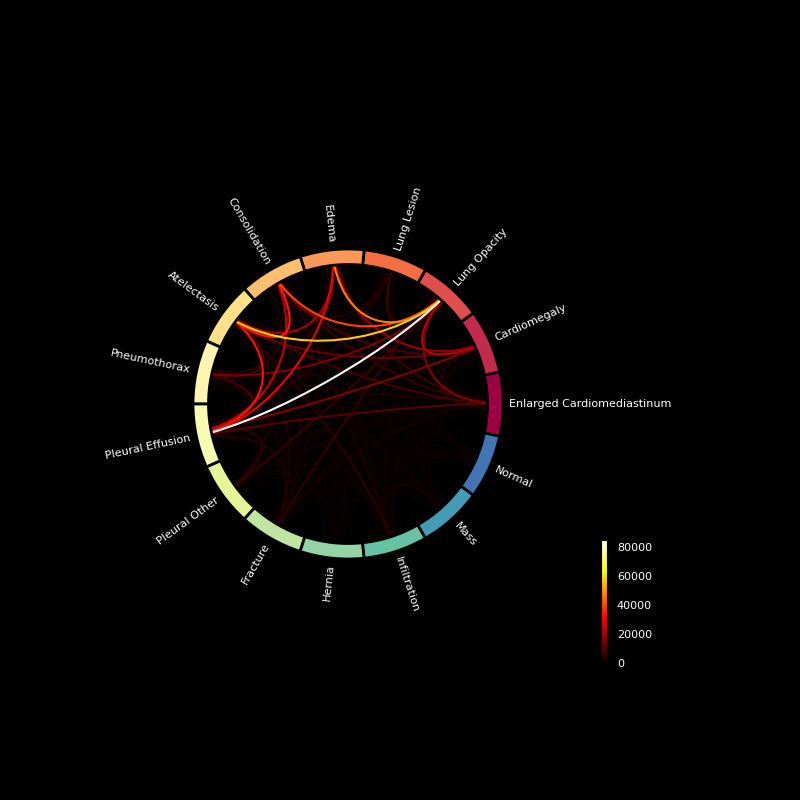 Lung Lesion
Edema
Consolidation
Lung Opacity
Atelectasis
Cardiomegaly
Pneumothorax
Enlarged Cardiomediastinum
Pleural Effusion
Normal
Pleural Other
Mass
Fracture
Hernia
Infiltration
80000
60000
40000
20000
0